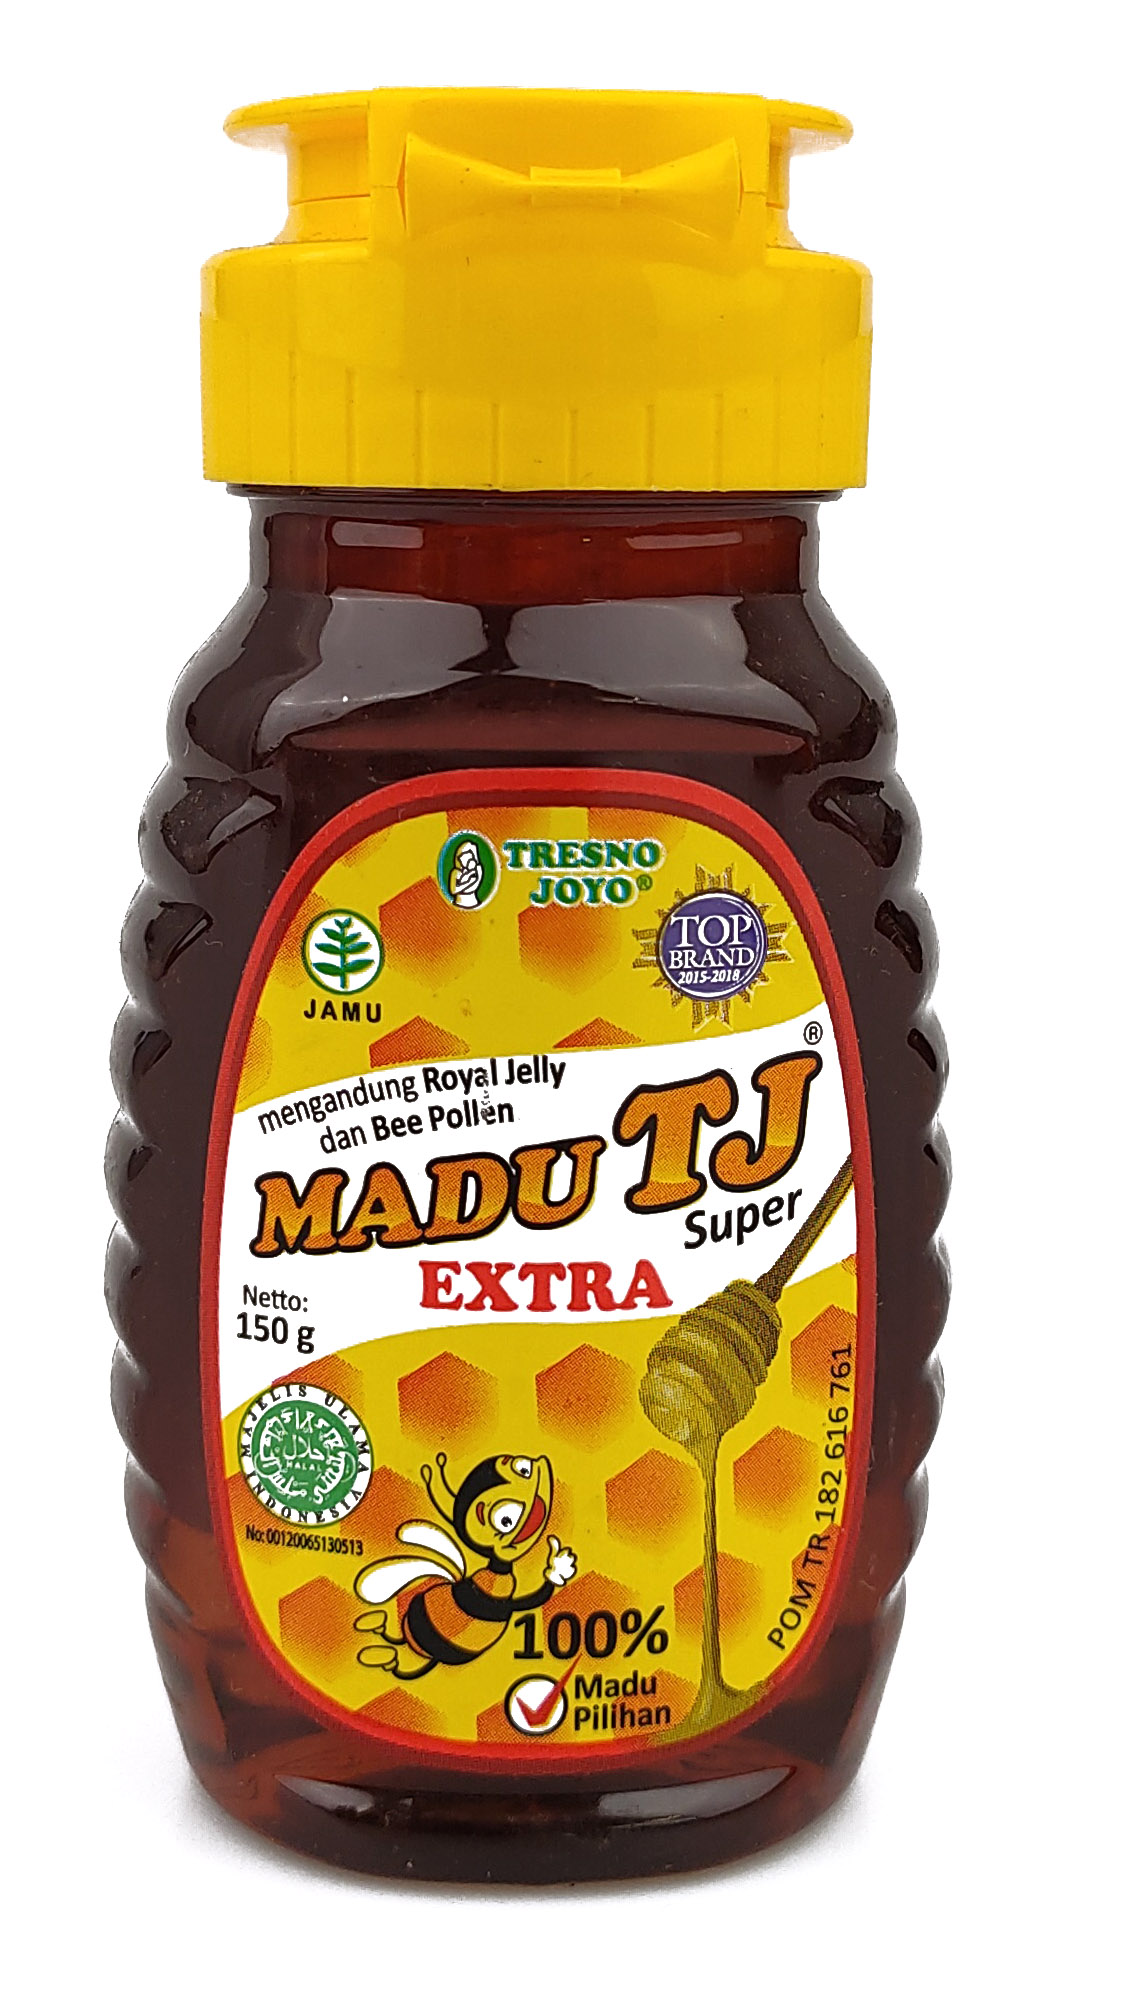 TRESNO
JOYO®
JAMU
TOP
BRAND
2015-2018
mengandung Royal Jelly
dan Bee Pollen
MADU TJ®
Super
EXTRA
Netto:
150 g
MAJELIS ULAMA INDONESIA
حلال
HALAL
No: 00120065130513
100%
Madu
Pilihan
POM TR 182 616 761